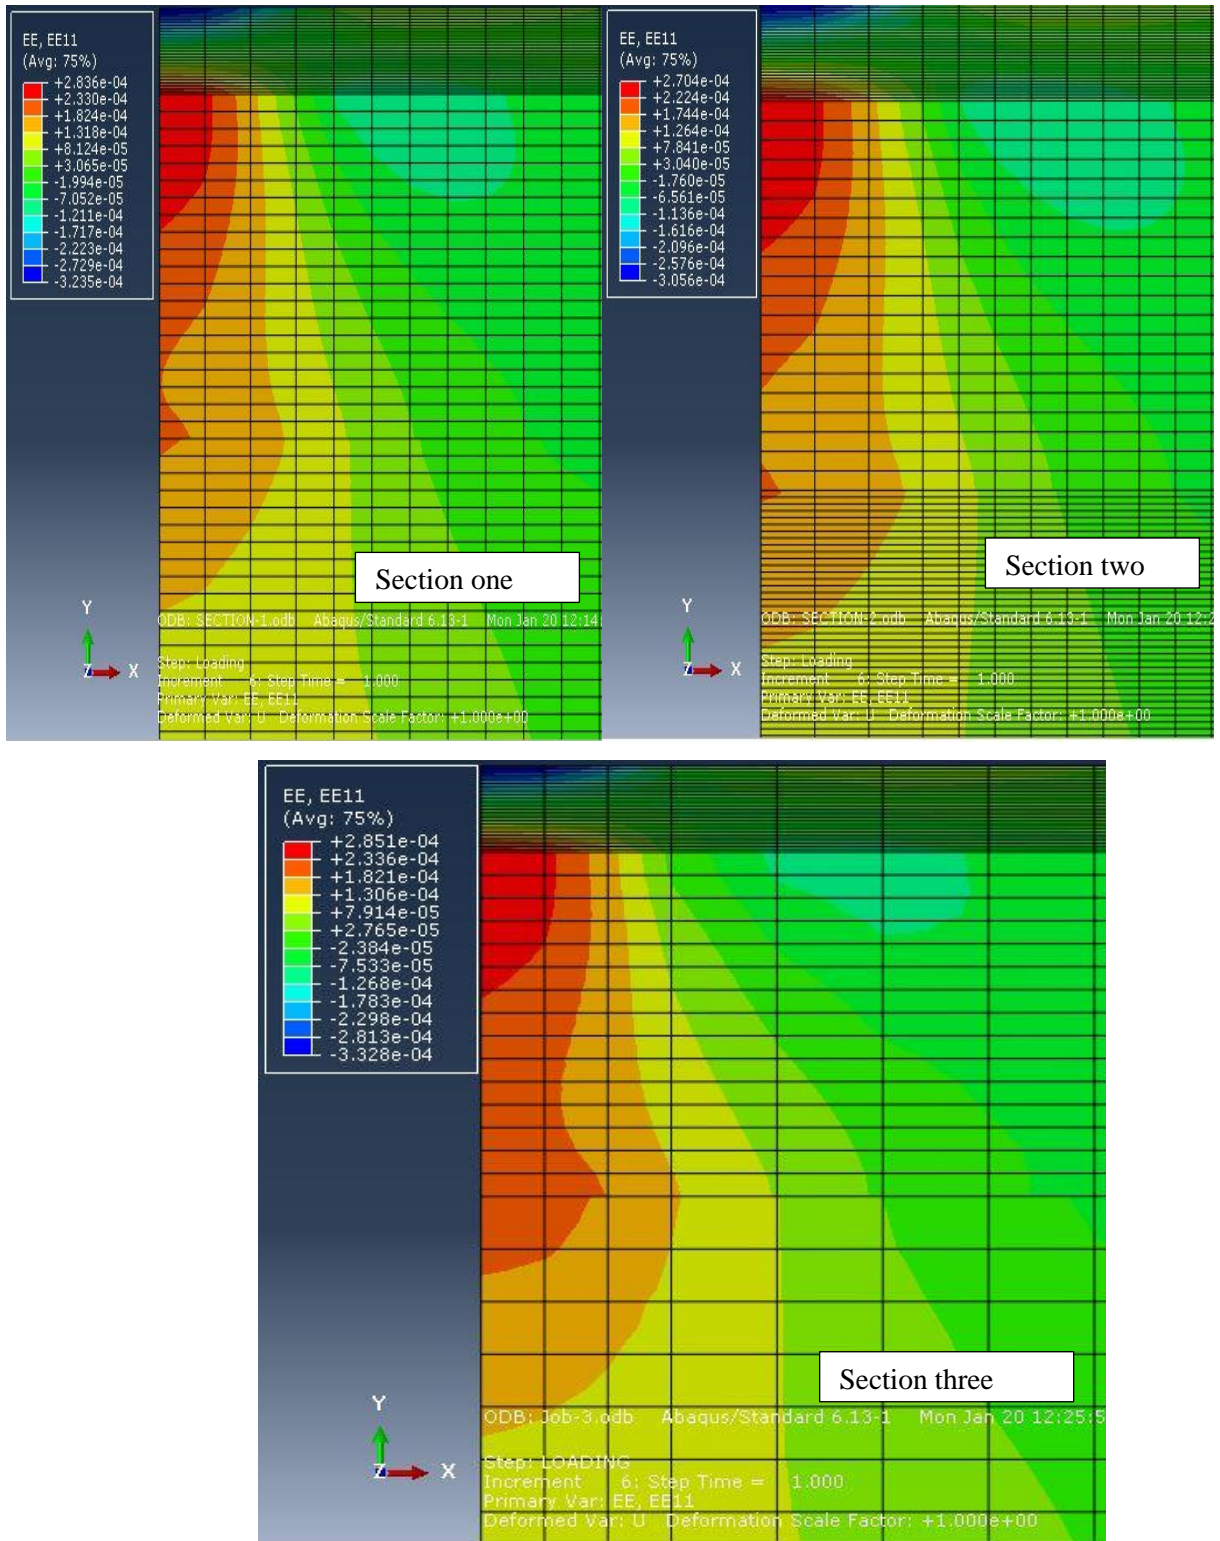 EE, EE11
(Avg: 75%)
+2.836e-04
+2.330e-04
+1.824e-04
+1.318e-04
+8.124e-05
+3.065e-05
-1.994e-05
-7.052e-05
-1.211e-04
-1.717e-04
-2.223e-04
-2.729e-04
-3.235e-04
Section one
Y
X
Z
ODB: SECTION-1.odb Abaqus/Standard 6.13-1 Mon Jan 20 12:14:
Step: Loading
Increment 6: Step Time = 1.000
Primary Var: EE, EE11
Deformed Var: U Deformation Scale Factor: +1.000e+00
EE, EE11
(Avg: 75%)
+2.704e-04
+2.224e-04
+1.744e-04
+1.264e-04
+7.841e-05
+3.040e-05
-1.760e-05
-6.561e-05
-1.136e-04
-1.616e-04
-2.096e-04
-2.576e-04
-3.056e-04
Section two
Y
X
Z
ODB: SECTION-2.odb Abaqus/Standard 6.13-1 Mon Jan 20 12:2
Step: Loading
Increment 6: Step Time = 1.000
Primary Var: EE, EE11
Deformed Var: U Deformation Scale Factor: +1.000e+00
EE, EE11
(Avg: 75%)
+2.851e-04
+2.336e-04
+1.821e-04
+1.306e-04
+7.914e-05
+2.765e-05
-2.384e-05
-7.533e-05
-1.268e-04
-1.783e-04
-2.298e-04
-2.813e-04
-3.328e-04
Section three
Y
X
Z
ODB: Job-3.odb Abaqus/Standard 6.13-1 Mon Jan 20 12:25:5
Step: LOADING
Increment 6: Step Time = 1.000
Primary Var: EE, EE11
Deformed Var: U Deformation Scale Factor: +1.000e+00